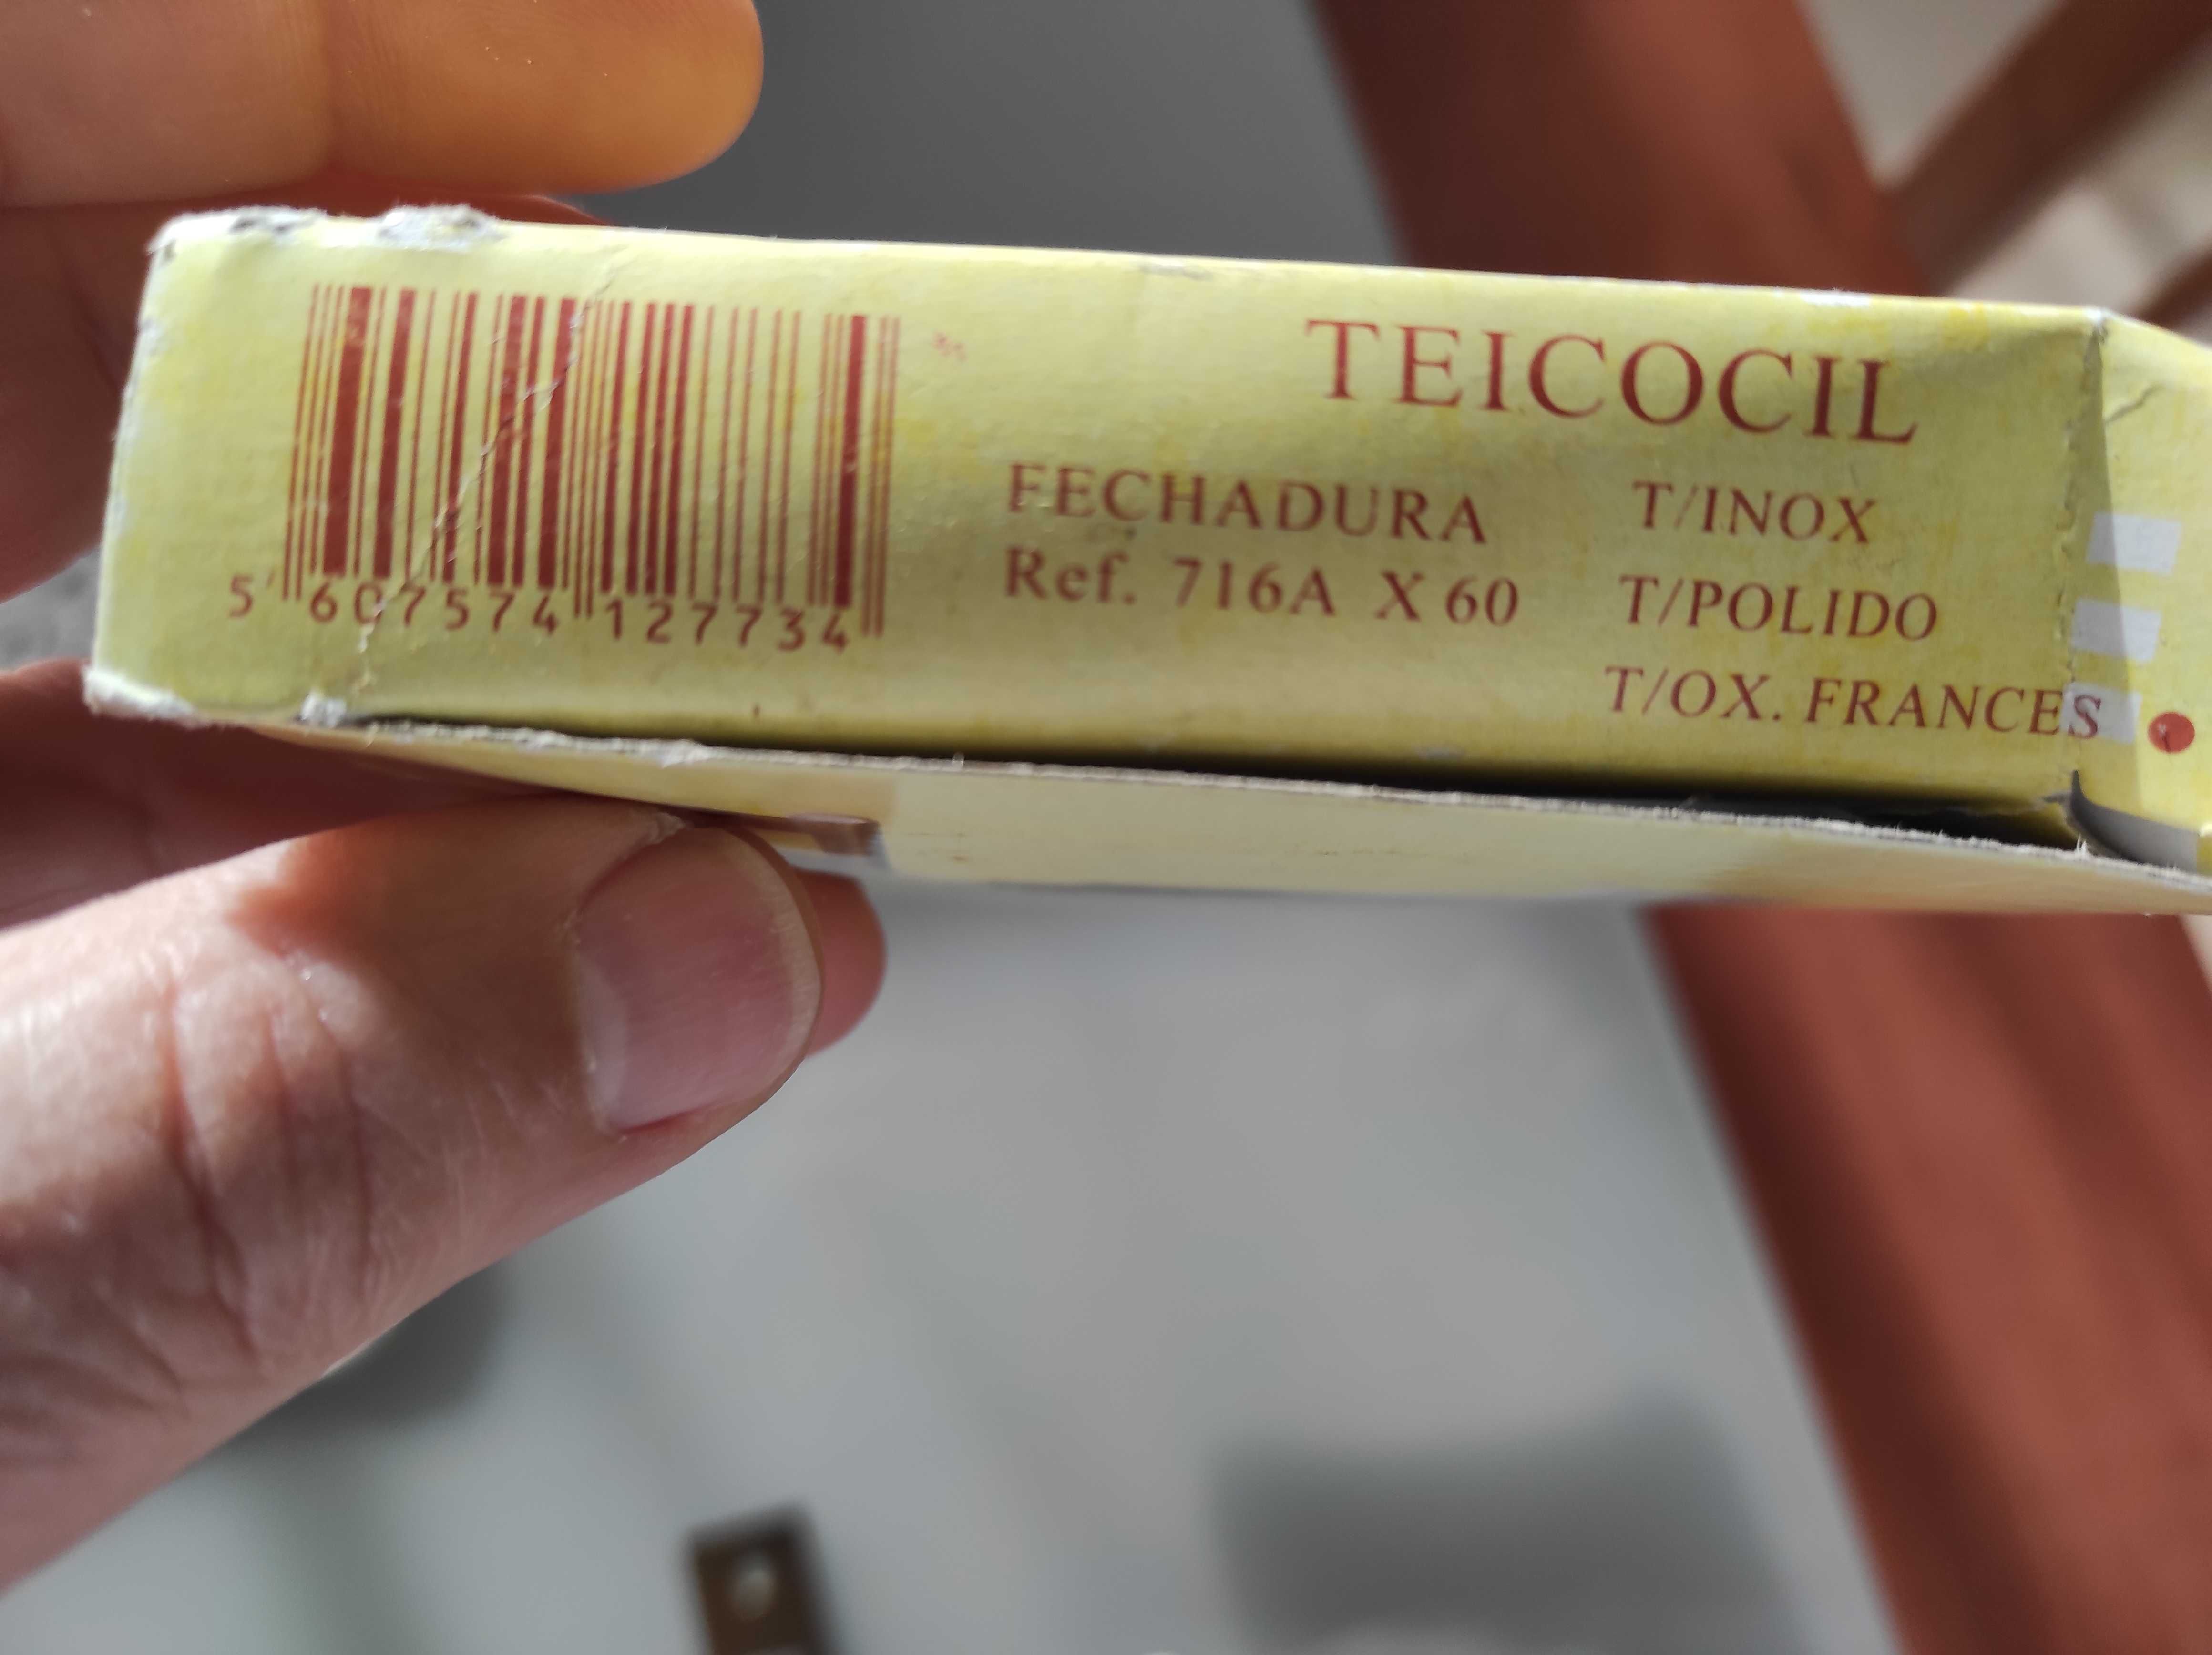 TEICOCIL
FECHADURA T/INOX
Ref. 716A X 60 T/POLIDO
T/OX. FRANCES
5 607574 127734